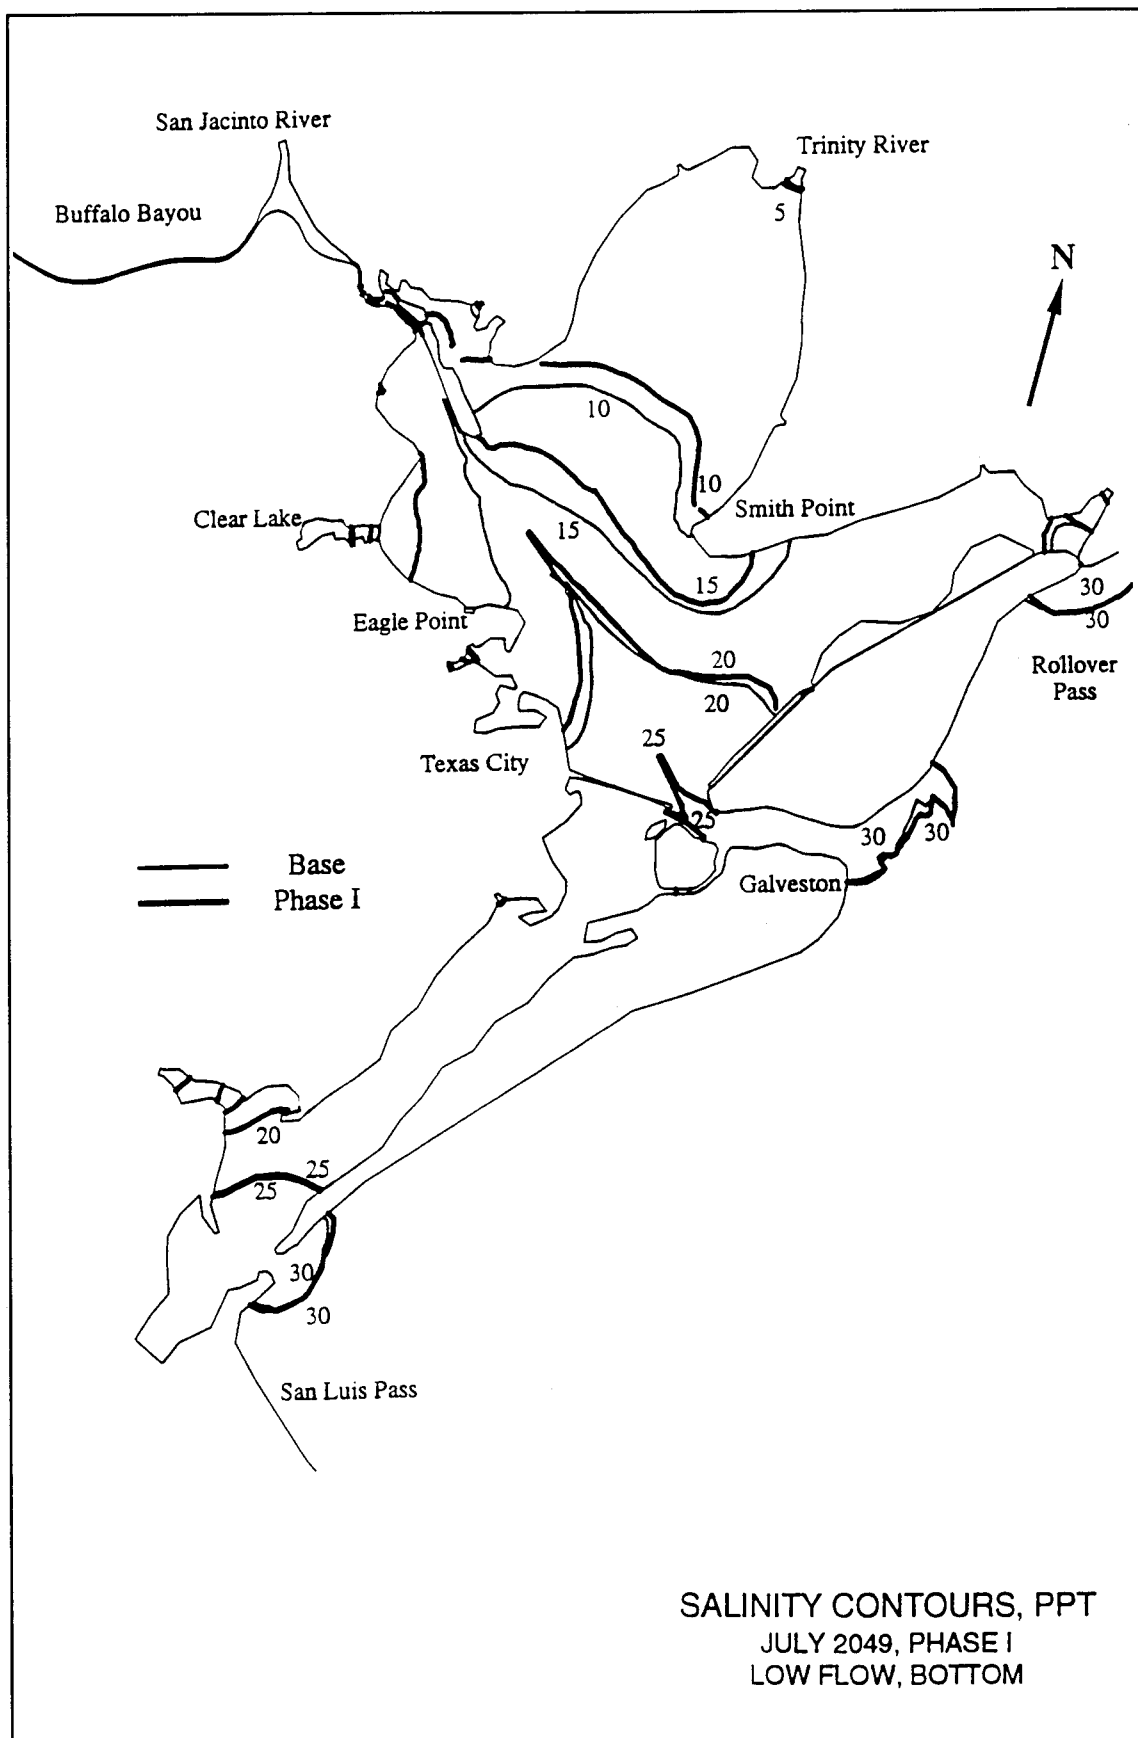 San Jacinto River
Trinity River
Buffalo Bayou
5
N
10
10
Smith Point
Clear Lake
15
15
30
30
Eagle Point
Rollover
Pass
20
20
25
Texas City
25
30
30
Base
Phase I
Galveston
20
25
25
30
30
San Luis Pass
SALINITY CONTOURS, PPT
JULY 2049, PHASE I
LOW FLOW, BOTTOM